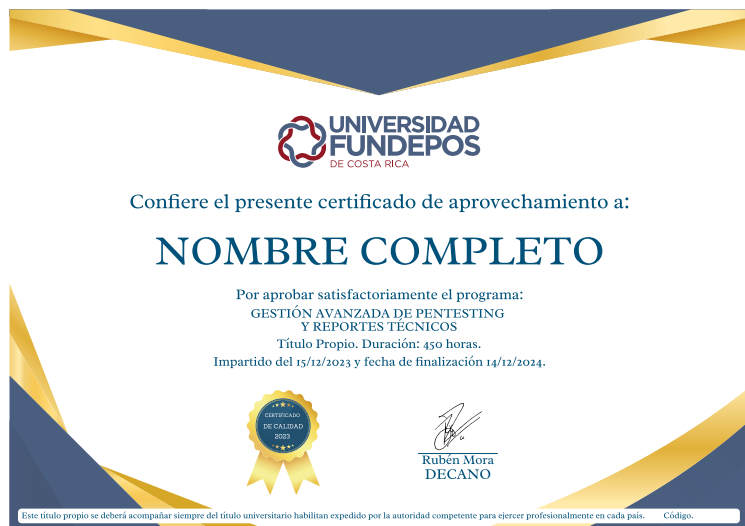 UNIVERSIDAD
FUNDEPOS
DE COSTA RICA
Confiere el presente certificado de aprovechamiento a:
NOMBRE COMPLETO
Por aprobar satisfactoriamente el programa:
GESTIÓN AVANZADA DE PENTESTING
Y REPORTES TÉCNICOS
Título Propio. Duración: 450 horas.
Impartido del 15/12/2023 y fecha de finalización 14/12/2024.
CERTIFICADO
DE CALIDAD
2023
Rubén Mora
DECANO
Este título propio se deberá acompañar siempre del título universitario habilitan expedido por la autoridad competente para ejercer profesionalmente en cada país. Código.